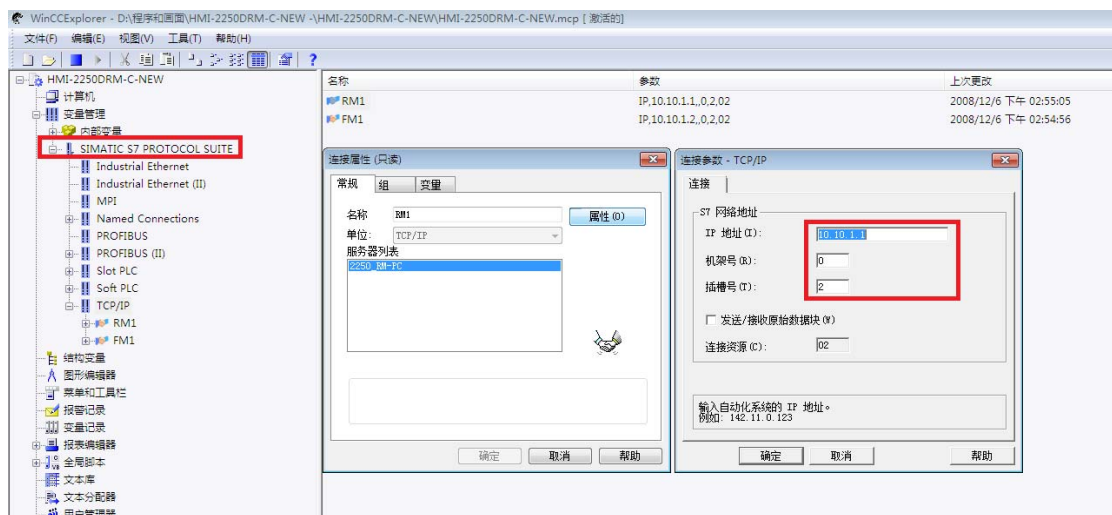 WinCCExplorer - D:\程序和画面\HMI-2250DRM-C-NEW -\HMI-2250DRM-C-NEW\HMI-2250DRM-C-NEW.mcp [ 激活的]
文件(F) 编辑(E) 视图(V) 工具(T) 帮助(H)
HMI-2250DRM-C-NEW
计算机
变量管理
内部变量
SIMATIC S7 PROTOCOL SUITE
Industrial Ethernet
Industrial Ethernet (II)
MPI
Named Connections
PROFIBUS
PROFIBUS (II)
Slot PLC
Soft PLC
TCP/IP
RM1
FM1
结构变量
图形编辑器
菜单和工具栏
报警记录
变量记录
报表编辑器
全局脚本
文本库
文本分配器
用户管理器
名称 参数 上次更改
RM1 IP,10.10.1.1,,0,2,02 2008/12/6 下午 02:55:05
FM1 IP,10.10.1.2,,0,2,02 2008/12/6 下午 02:54:56
连接属性 (只读)
常规 组 变量
名称 RM1 属性(O)
单位: TCP/IP
服务器列表
2250_RM-PC
确定 取消 帮助
连接参数 - TCP/IP
连接
S7 网络地址
IP 地址(I): 10.10.1.1
机架号(R): 0
插槽号(T): 2
发送/接收原始数据块(W)
连接资源(C): 02
输入自动化系统的 IP 地址。
例如: 142.11.0.123
确定 取消 帮助